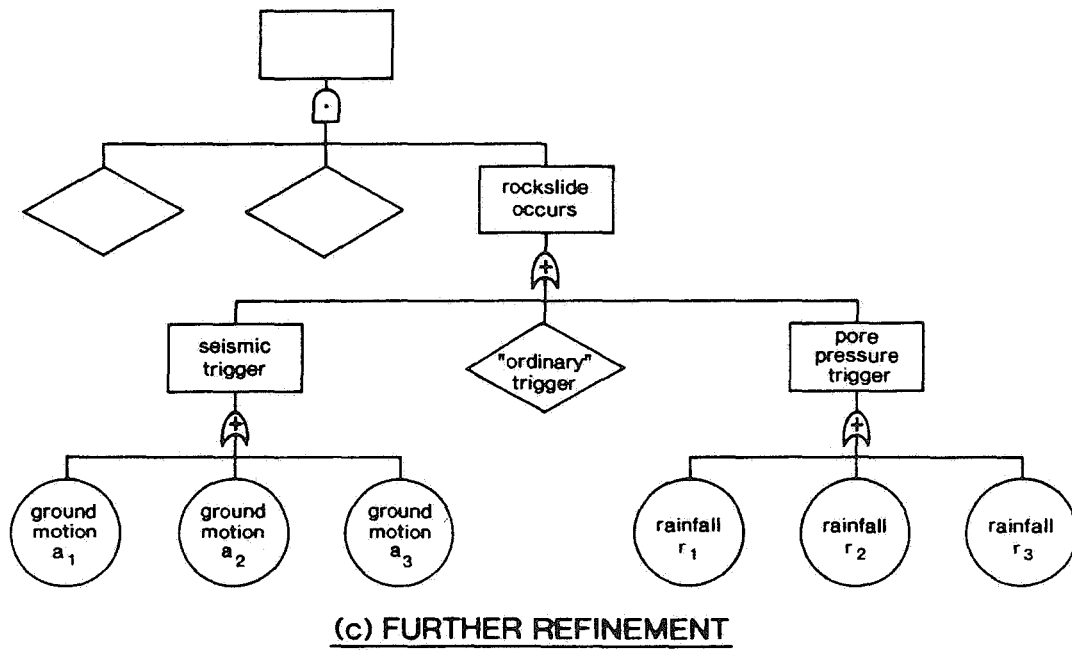 rockslide
occurs
seismic
trigger
"ordinary"
trigger
pore
pressure
trigger
ground
motion
a₁
ground
motion
a₂
ground
motion
a₃
rainfall
r₁
rainfall
r₂
rainfall
r₃
(c) FURTHER REFINEMENT